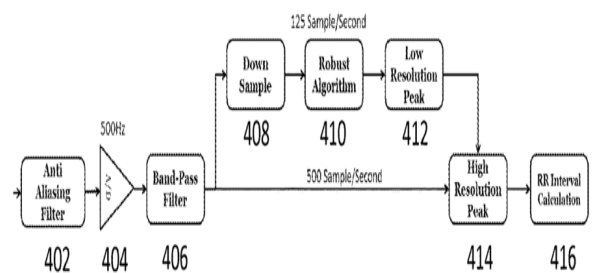 125 Sample/Second
Down
Sample
Robust
Algorithm
Low
Resolution
Peak
408
410
412
500Hz
Anti
Aliasing
Filter
A/D
Band-Pass
Filter
500 Sample/Second
High
Resolution
Peak
RR Interval
Calculation
402
404
406
414
416